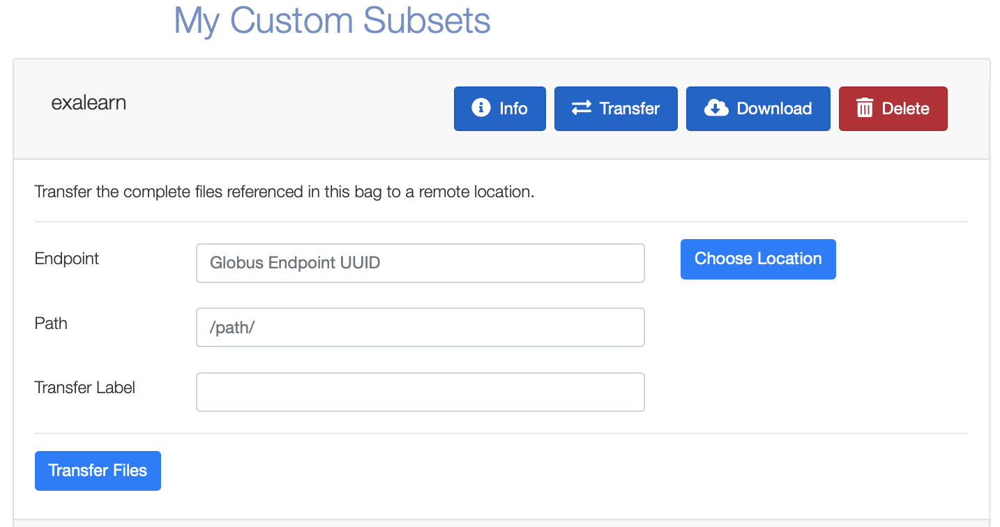 My Custom Subsets
exalearn
Info
Transfer
Download
Delete
Transfer the complete files referenced in this bag to a remote location.
Endpoint
Globus Endpoint UUID
Choose Location
Path
/path/
Transfer Label
Transfer Files